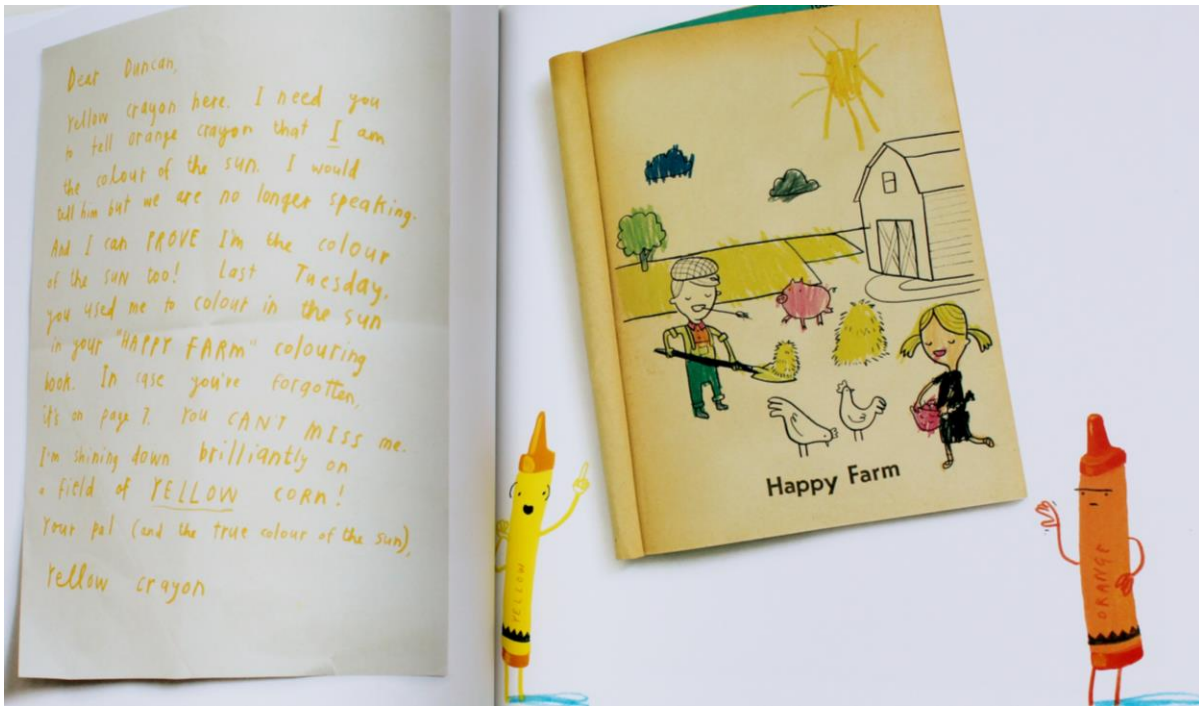 Dear Duncan,
Yellow crayon here. I need you
to tell orange crayon that I am
the colour of the sun. I would
tell him but we are no longer speaking.
And I can PROVE I'm the colour
of the sun too! Last Tuesday,
you used me to colour in the sun
in your "HAPPY FARM" colouring
book. In case you've forgotten,
it's on page 7. YOU CAN'T MISS me.
I'm shining down brilliantly on
a field of YELLOW CORN!
Your pal (and the true colour of the sun),
Yellow crayon
Happy Farm
YELLOW
ORANGE